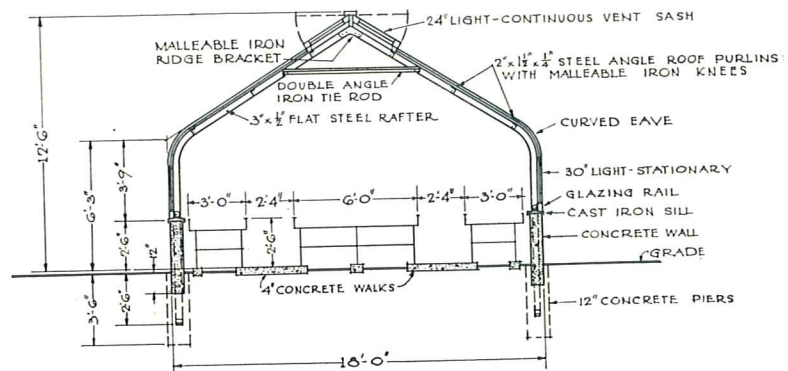 24" LIGHT-CONTINUOUS VENT SASH
MALLEABLE IRON
RIDGE BRACKET
2" x 1½" x ¼" STEEL ANGLE ROOF PURLINS
WITH MALLEABLE IRON KNEES
DOUBLE ANGLE
IRON TIE ROD
3" x ½" FLAT STEEL RAFTER
CURVED EAVE
12'-6"
6'-3"
3'-9"
30" LIGHT-STATIONARY
3'-0"
2'-4"
6'-0"
2'-4"
3'-0"
GLAZING RAIL
CAST IRON SILL
2'-6"
12"
2'-6"
CONCRETE WALL
GRADE
4" CONCRETE WALKS
3'-6"
2'-6"
12" CONCRETE PIERS
18'-0"